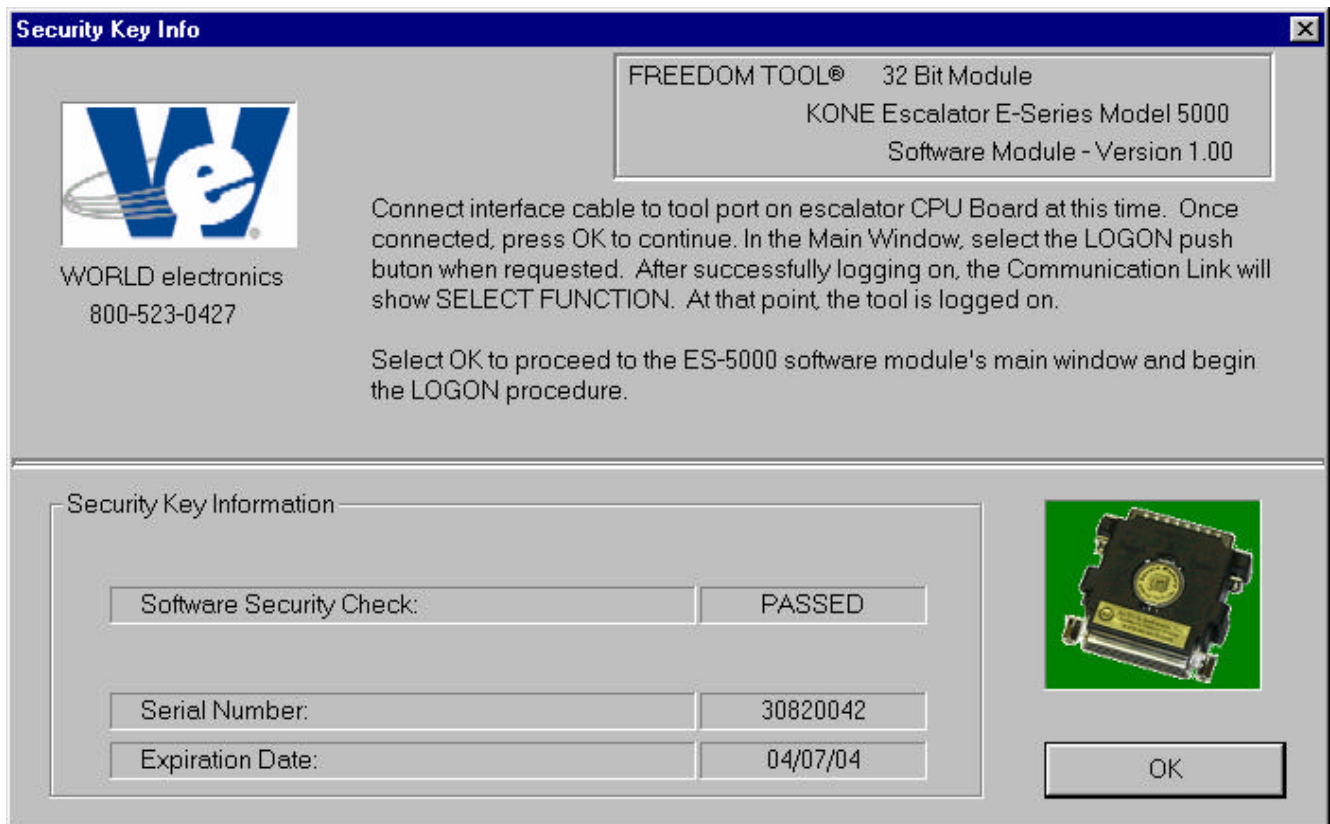 Security Key Info
FREEDOM TOOL® 32 Bit Module
KONE Escalator E-Series Model 5000
Software Module - Version 1.00
We
WORLD electronics
800-523-0427
Connect interface cable to tool port on escalator CPU Board at this time. Once
connected, press OK to continue. In the Main Window, select the LOGON push
buton when requested. After successfully logging on, the Communication Link will
show SELECT FUNCTION. At that point, the tool is logged on.
Select OK to proceed to the ES-5000 software module's main window and begin
the LOGON procedure.
Security Key Information
Software Security Check: PASSED
Serial Number: 30820042
Expiration Date: 04/07/04
OK